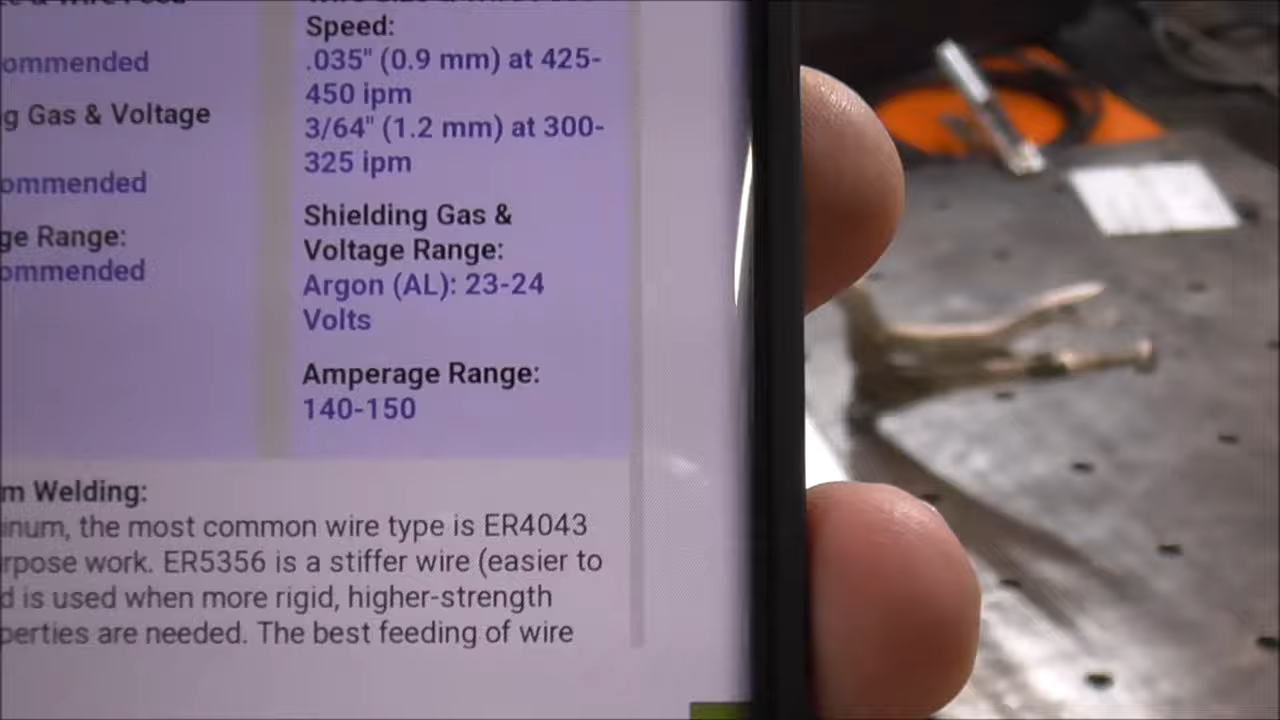 ommended
g Gas & Voltage
ommended
ge Range:
ommended
Speed:
.035" (0.9 mm) at 425-
450 ipm
3/64" (1.2 mm) at 300-
325 ipm
Shielding Gas &
Voltage Range:
Argon (AL): 23-24
Volts
Amperage Range:
140-150
m Welding:
inum, the most common wire type is ER4043
rpose work. ER5356 is a stiffer wire (easier to
d is used when more rigid, higher-strength
perties are needed. The best feeding of wire